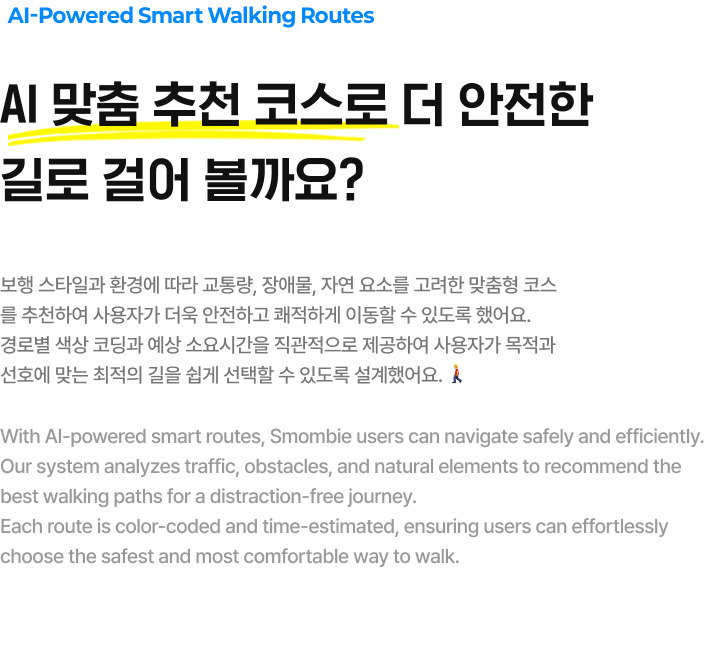 AI-Powered Smart Walking Routes
AI 맞춤 추천 코스로 더 안전한
길로 걸어 볼까요?
보행 스타일과 환경에 따라 교통량, 장애물, 자연 요소를 고려한 맞춤형 코스
를 추천하여 사용자가 더욱 안전하고 쾌적하게 이동할 수 있도록 했어요.
경로별 색상 코딩과 예상 소요시간을 직관적으로 제공하여 사용자가 목적과
선호에 맞는 최적의 길을 쉽게 선택할 수 있도록 설계했어요. 🚶
With AI-powered smart routes, Smombie users can navigate safely and efficiently.
Our system analyzes traffic, obstacles, and natural elements to recommend the
best walking paths for a distraction-free journey.
Each route is color-coded and time-estimated, ensuring users can effortlessly
choose the safest and most comfortable way to walk.